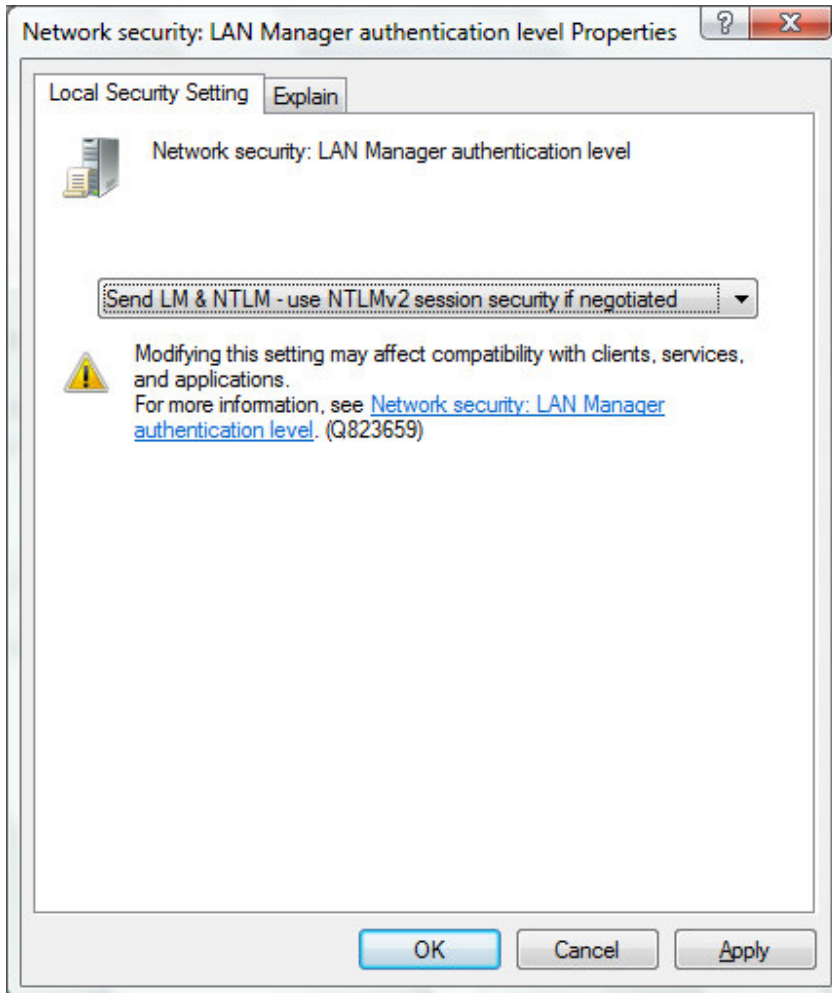 Network security: LAN Manager authentication level Properties
Local Security Setting
Explain
Network security: LAN Manager authentication level
Send LM & NTLM - use NTLMv2 session security if negotiated
Modifying this setting may affect compatibility with clients, services,
and applications.
For more information, see Network security: LAN Manager
authentication level. (Q823659)
OK
Cancel
Apply